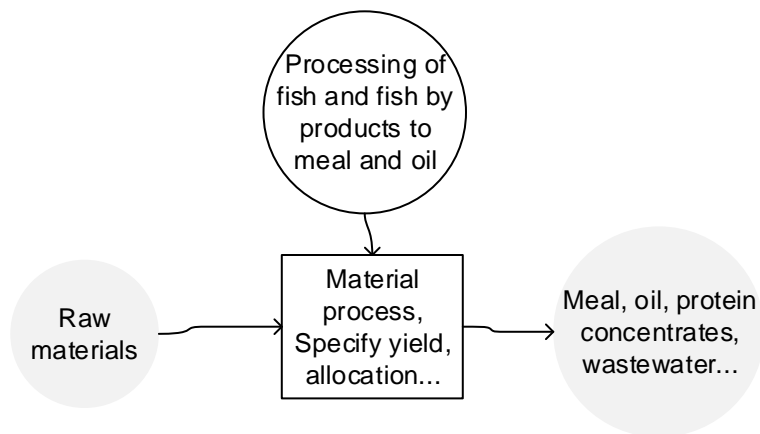 Processing of
fish and fish by
products to
meal and oil
Raw
materials
Material
process,
Specify yield,
allocation...
Meal, oil, protein
concentrates,
wastewater...